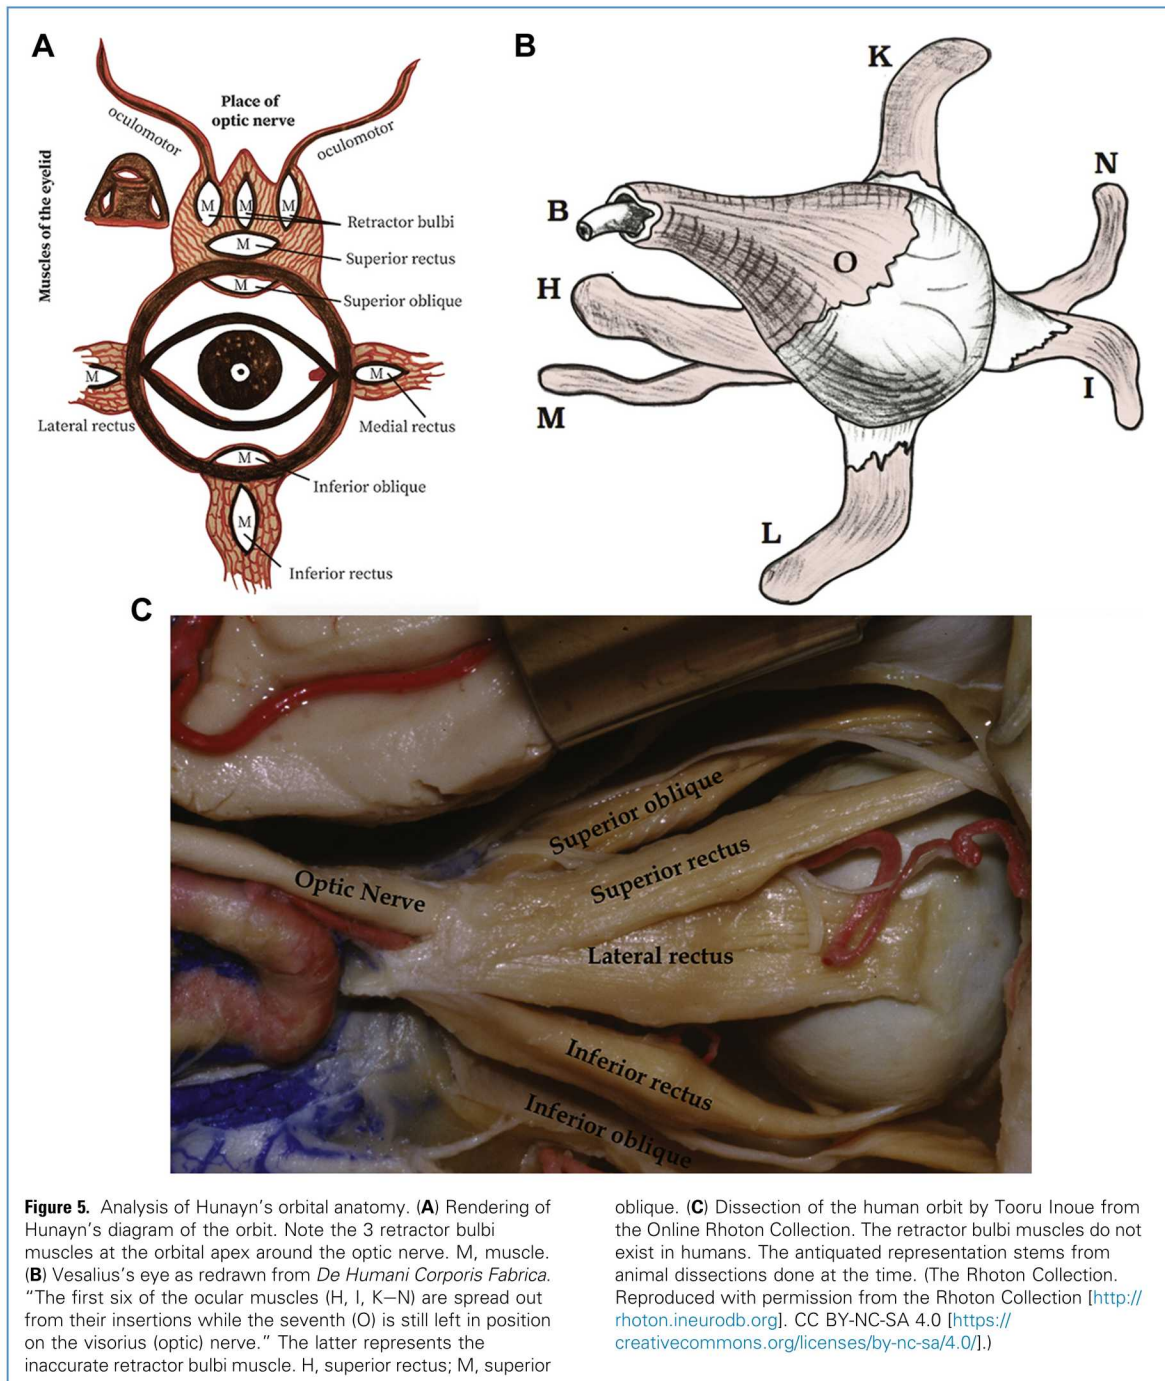 A
Place of
optic nerve
oculomotor
oculomotor
Muscles of the eyelid
M
M
M
Retractor bulbi
M
Superior rectus
M
Superior oblique
M
M
Lateral rectus
Medial rectus
M
Inferior oblique
M
Inferior rectus
B
K
N
B
O
H
I
M
L
C
Superior oblique
Superior rectus
Optic Nerve
Lateral rectus
Inferior rectus
Inferior oblique
Figure 5. Analysis of Hunayn's orbital anatomy. (A) Rendering of
Hunayn's diagram of the orbit. Note the 3 retractor bulbi
muscles at the orbital apex around the optic nerve. M, muscle.
(B) Vesalius's eye as redrawn from De Humani Corporis Fabrica.
"The first six of the ocular muscles (H, I, K–N) are spread out
from their insertions while the seventh (O) is still left in position
on the visorius (optic) nerve." The latter represents the
inaccurate retractor bulbi muscle. H, superior rectus; M, superior
oblique. (C) Dissection of the human orbit by Tooru Inoue from
the Online Rhoton Collection. The retractor bulbi muscles do not
exist in humans. The antiquated representation stems from
animal dissections done at the time. (The Rhoton Collection.
Reproduced with permission from the Rhoton Collection [http://
rhoton.ineurodb.org]. CC BY-NC-SA 4.0 [https://
creativecommons.org/licenses/by-nc-sa/4.0/].)